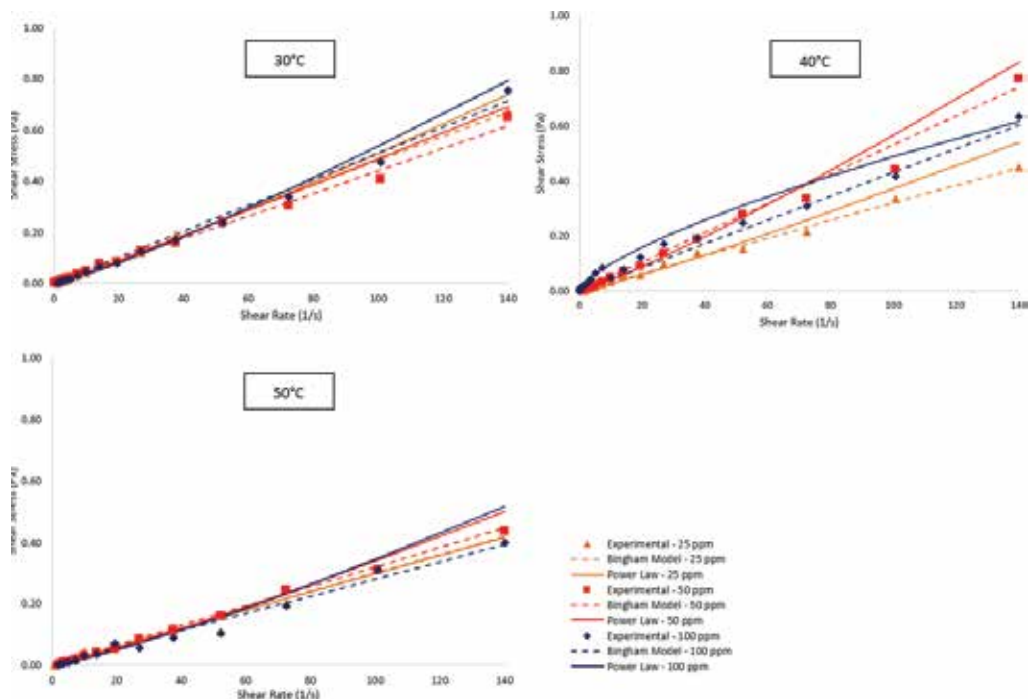 30°C
1.00
0.80
0.60
0.40
0.20
0.00
Shear Stress (Pa)
0 20 40 60 80 100 120 140
Shear Rate (1/s)
40°C
1.00
0.80
0.60
0.40
0.20
0.00
Shear Stress (Pa)
0 20 40 60 80 100 120 140
Shear Rate (1/s)
50°C
1.00
0.80
0.60
0.40
0.20
0.00
Shear Stress (Pa)
0 20 40 60 80 100 120 140
Shear Rate (1/s)
Experimental - 25 ppm
Bingham Model - 25 ppm
Power Law - 25 ppm
Experimental - 50 ppm
Bingham Model - 50 ppm
Power Law - 50 ppm
Experimental - 100 ppm
Bingham Model - 100 ppm
Power Law - 100 ppm